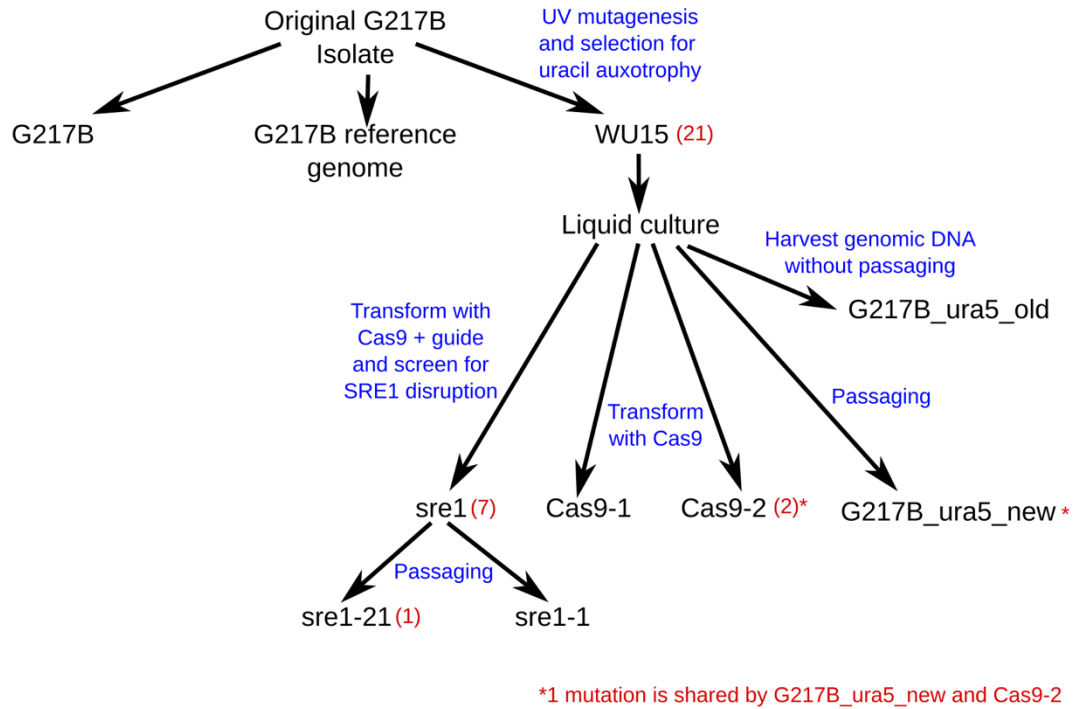 Original G217B
Isolate
UV mutagenesis
and selection for
uracil auxotrophy
G217B
G217B reference
genome
WU15 (21)
Liquid culture
Harvest genomic DNA
without passaging
G217B_ura5_old
Transform with
Cas9 + guide
and screen for
SRE1 disruption
Transform
with Cas9
Passaging
sre1 (7)
Cas9-1
Cas9-2 (2)*
G217B_ura5_new *
Passaging
sre1-21 (1)
sre1-1
*1 mutation is shared by G217B_ura5_new and Cas9-2